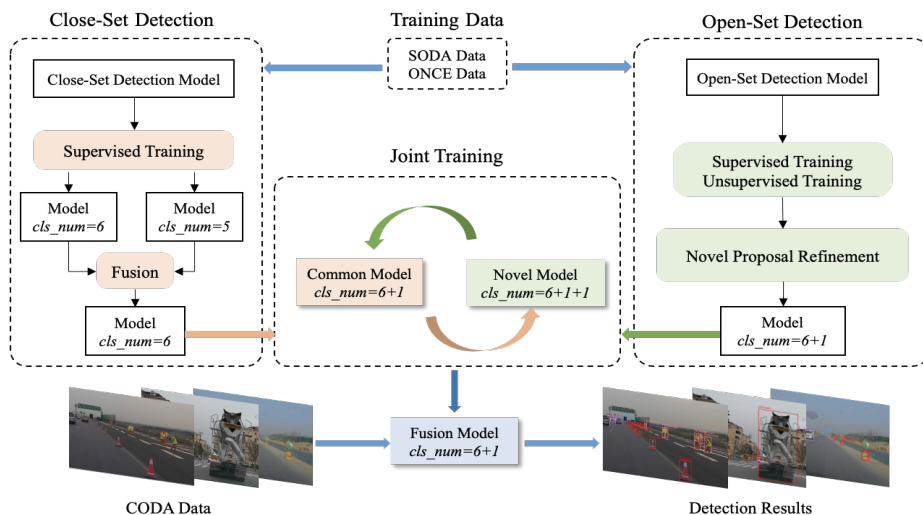 Close-Set Detection
Training Data
Open-Set Detection
SODA Data
ONCE Data
Close-Set Detection Model
Supervised Training
Model
cls_num=6
Model
cls_num=5
Fusion
Model
cls_num=6
Joint Training
Common Model
cls_num=6+1
Novel Model
cls_num=6+1+1
Open-Set Detection Model
Supervised Training
Unsupervised Training
Novel Proposal Refinement
Model
cls_num=6+1
Fusion Model
cls_num=6+1
CODA Data
Detection Results